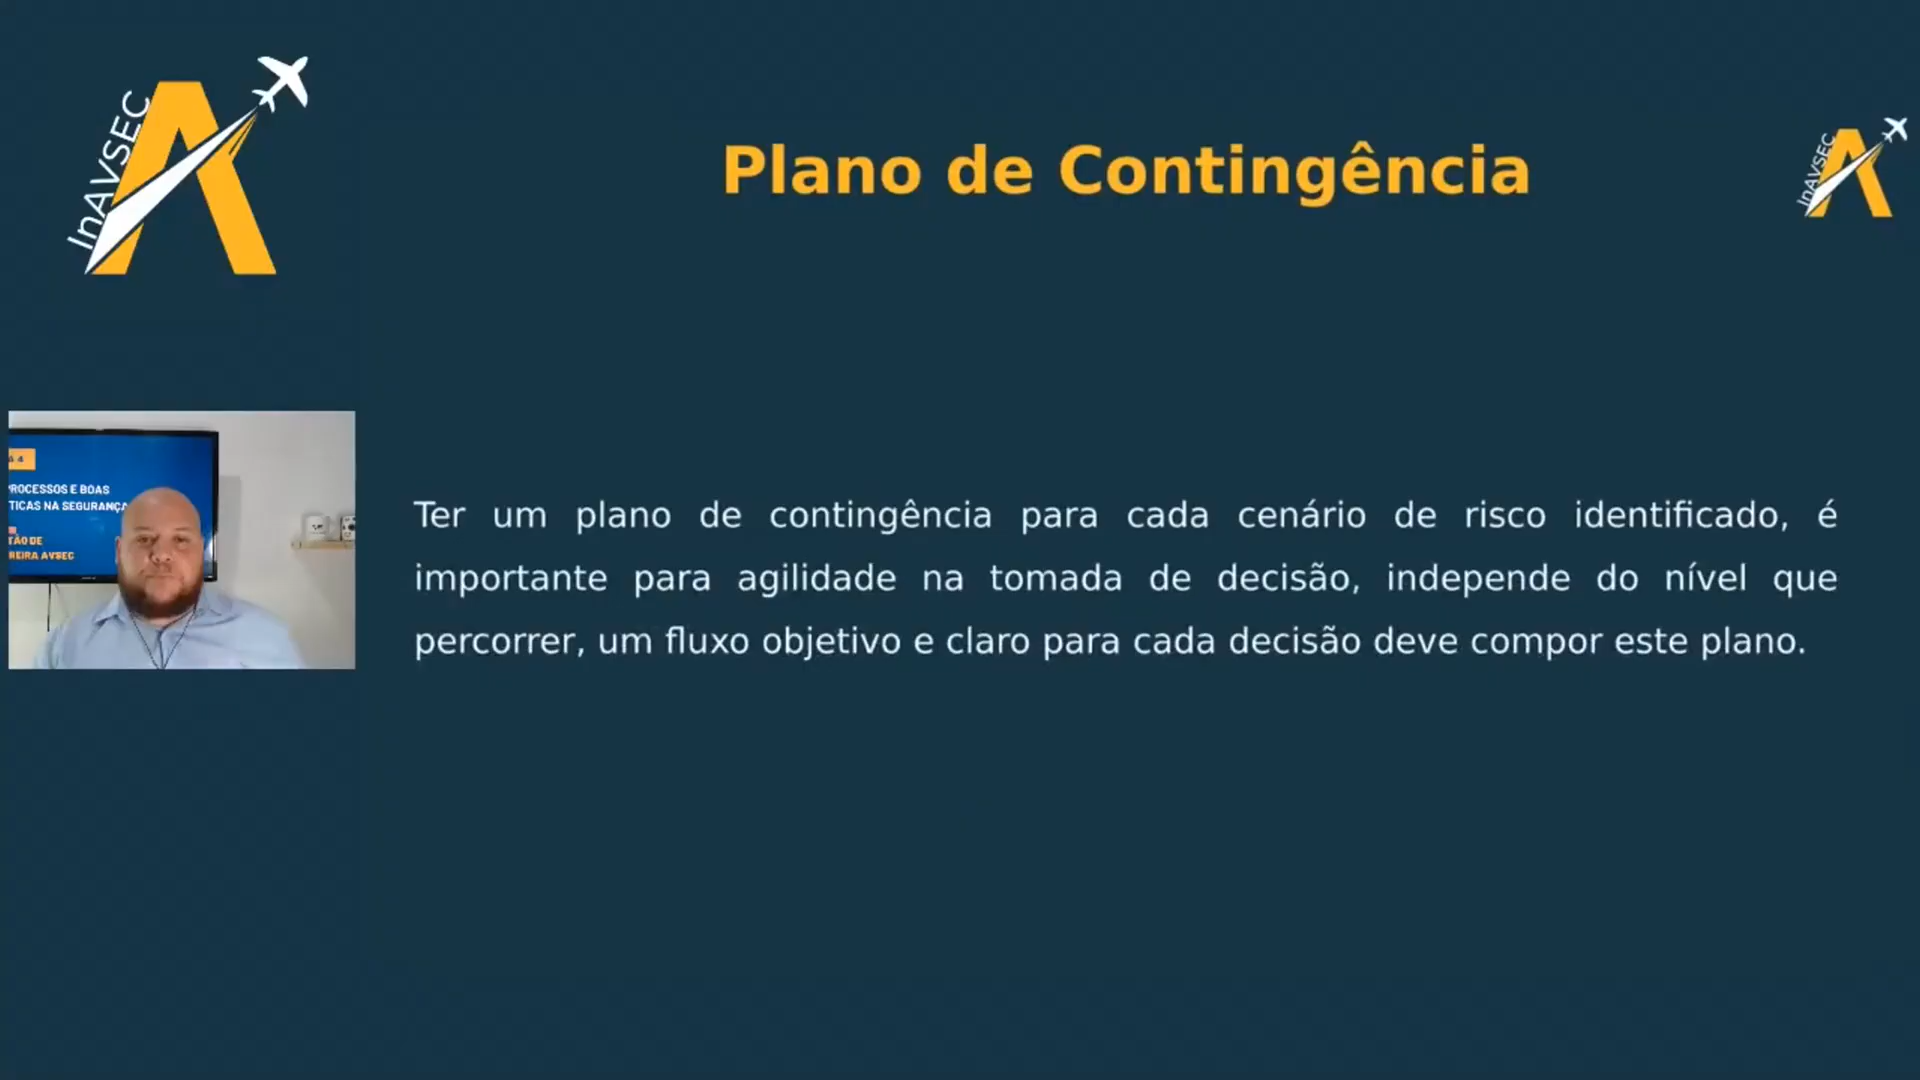 InAVSEC
Plano de Contingência
InAVSEC
A 4
PROCESSOS E BOAS
TICAS NA SEGURANÇA
TÃO DE
REIRA AVSEC
Ter um plano de contingência para cada cenário de risco identificado, é
importante para agilidade na tomada de decisão, independe do nível que
percorrer, um fluxo objetivo e claro para cada decisão deve compor este plano.